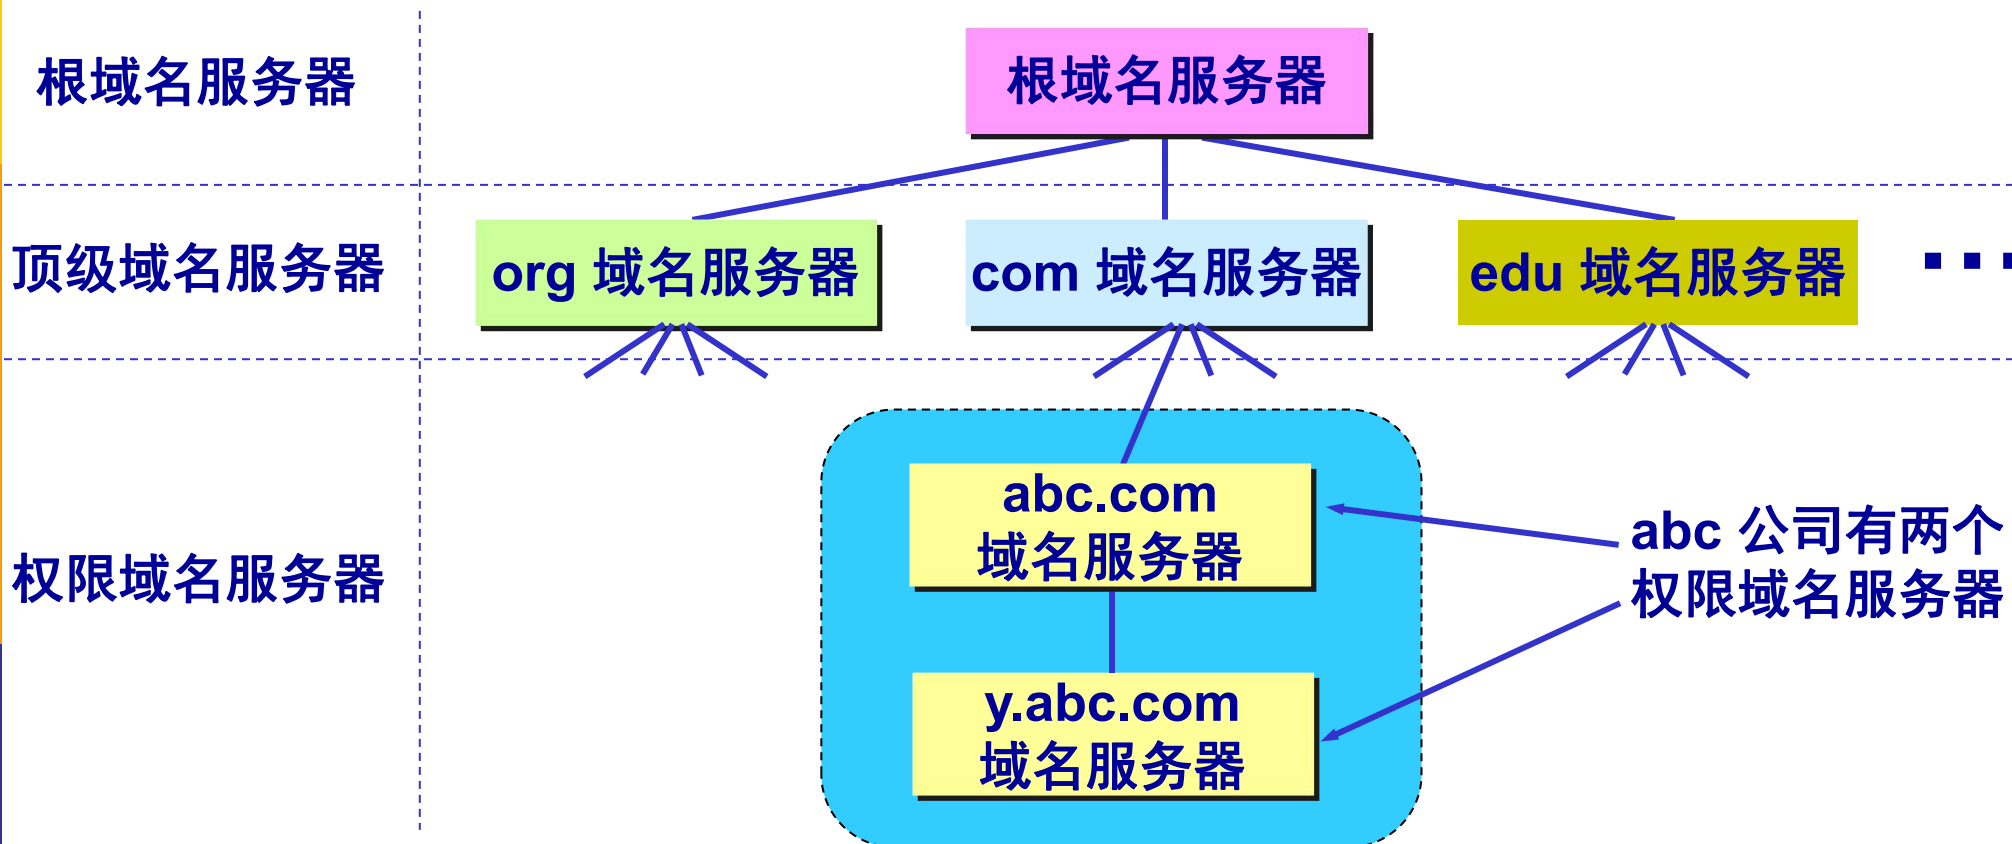 根域名服务器
根域名服务器
顶级域名服务器
org 域名服务器
com 域名服务器
edu 域名服务器
...
权限域名服务器
abc.com
域名服务器
y.abc.com
域名服务器
abc 公司有两个
权限域名服务器